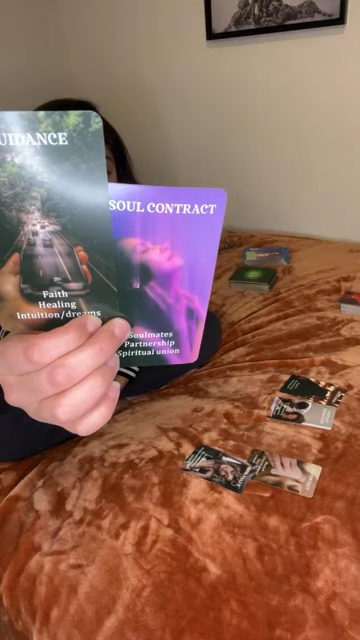 UIDANCE
Faith
Healing
Intuition/dreams
SOUL CONTRACT
Soulmates
Partnership
Spiritual union